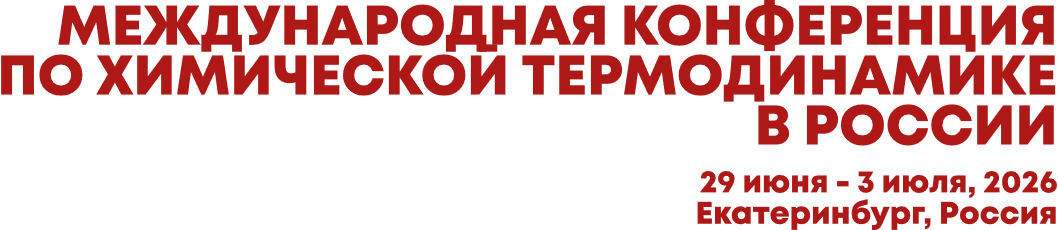 МЕЖДУНАРОДНАЯ КОНФЕРЕНЦИЯ
ПО ХИМИЧЕСКОЙ ТЕРМОДИНАМИКЕ
В РОССИИ
29 июня - 3 июля, 2026
Екатеринбург, Россия